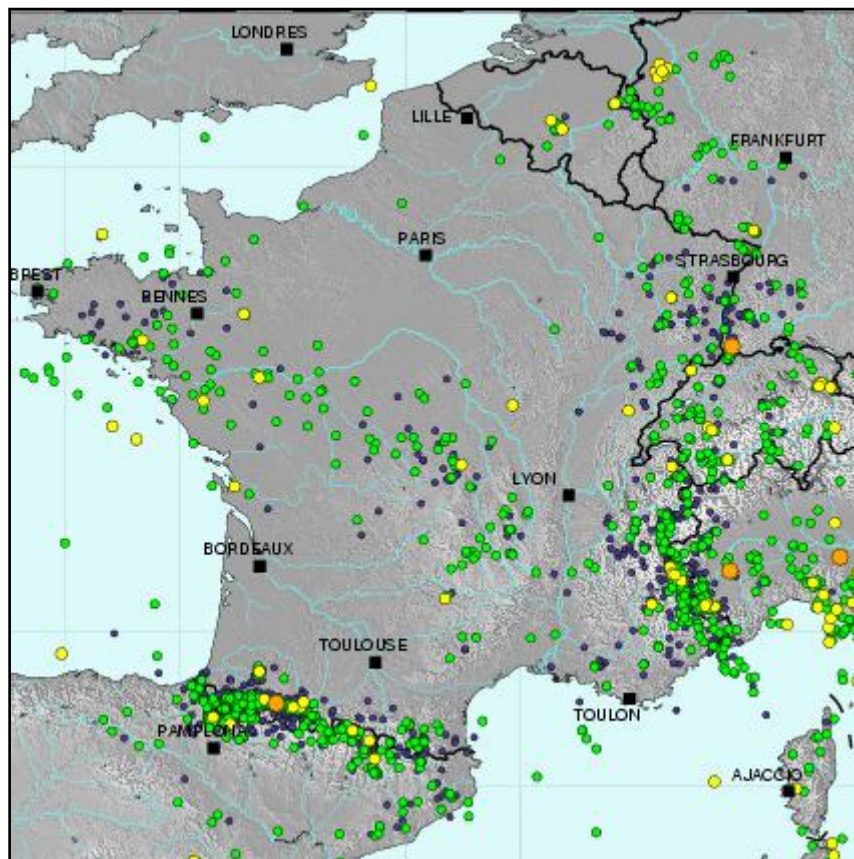 LONDRES
LILLE
FRANKFURT
PARIS
STRASBOURG
BREST
RENNES
LYON
BORDEAUX
TOULOUSE
TOULON
PAMPLONA
AJACCIO